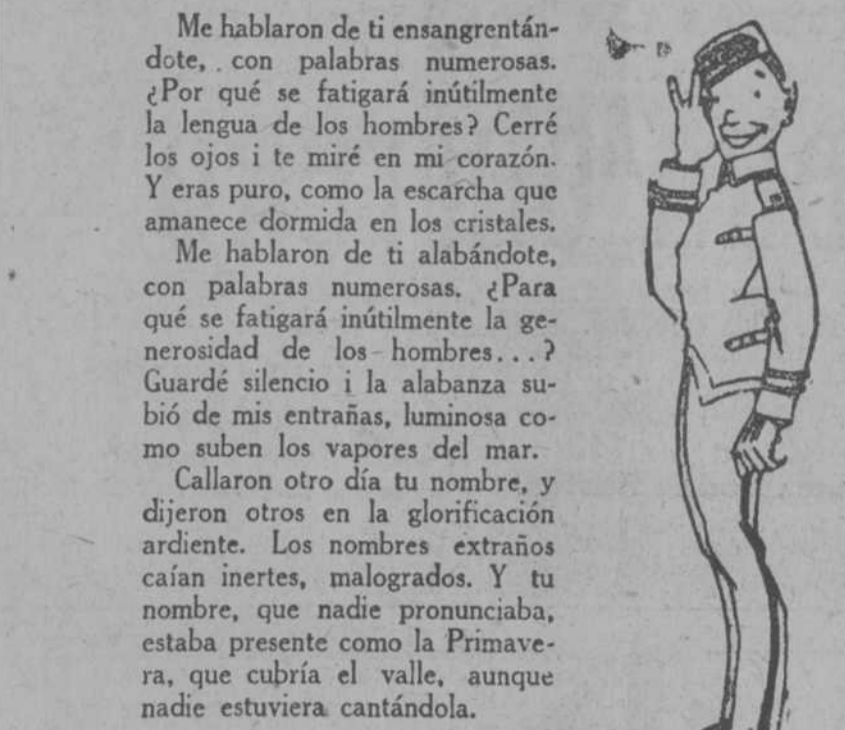 Me hablaron de ti ensangrentán-
dote, con palabras numerosas.
¿Por qué se fatigará inútilmente
la lengua de los hombres? Cerré
los ojos i te miré en mi corazón.
Y eras puro, como la escarcha que
amanece dormida en los cristales.
Me hablaron de ti alabándote,
con palabras numerosas. ¿Para
qué se fatigará inútilmente la ge-
nerosidad de los hombres...?
Guardé silencio i la alabanza su-
bió de mis entrañas, luminosa co-
mo suben los vapores del mar.
Callaron otro día tu nombre, y
dijeron otros en la glorificación
ardiente. Los nombres extraños
caían inertes, malogrados. Y tu
nombre, que nadie pronunciaba,
estaba presente como la Primave-
ra, que cubría el valle, aunque
nadie estuviera cantándola.